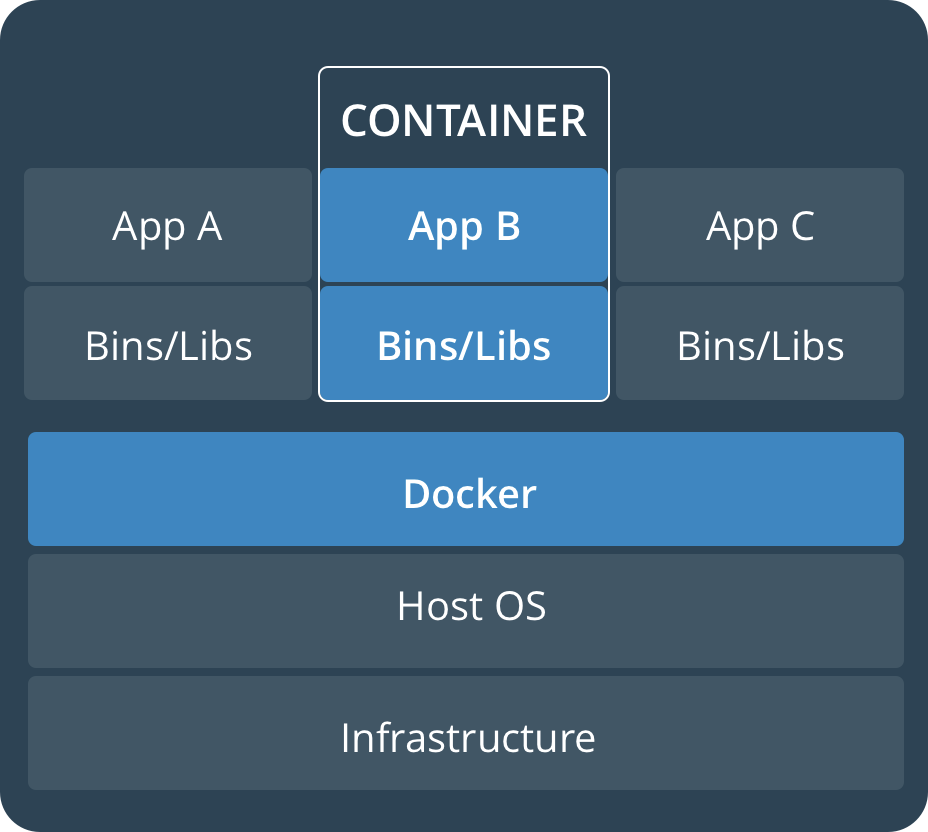 CONTAINER
App A
App B
App C
Bins/Libs
Bins/Libs
Bins/Libs
Docker
Host OS
Infrastructure